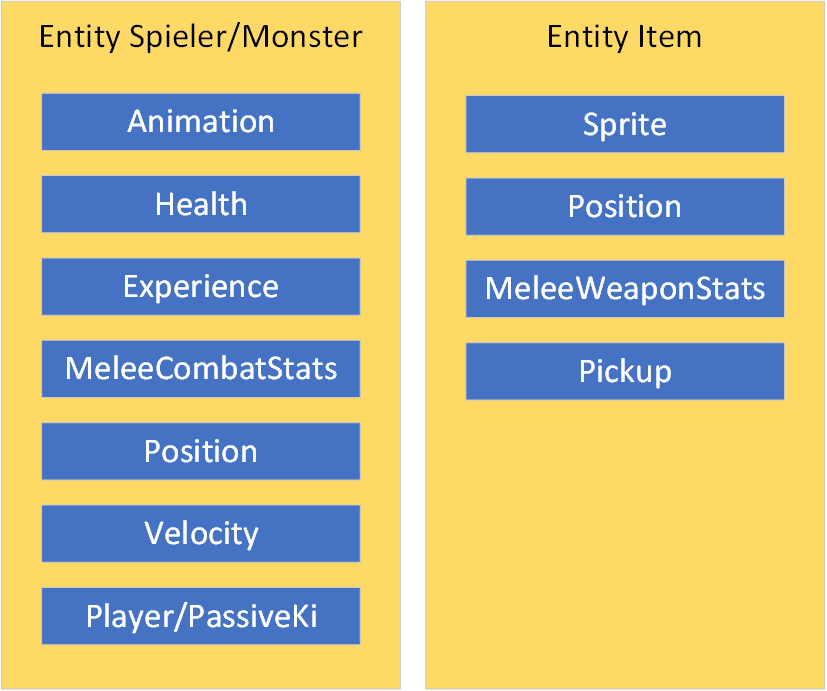 Entity Spieler/Monster
Animation
Health
Experience
MeleeCombatStats
Position
Velocity
Player/PassiveKi
Entity Item
Sprite
Position
MeleeWeaponStats
Pickup